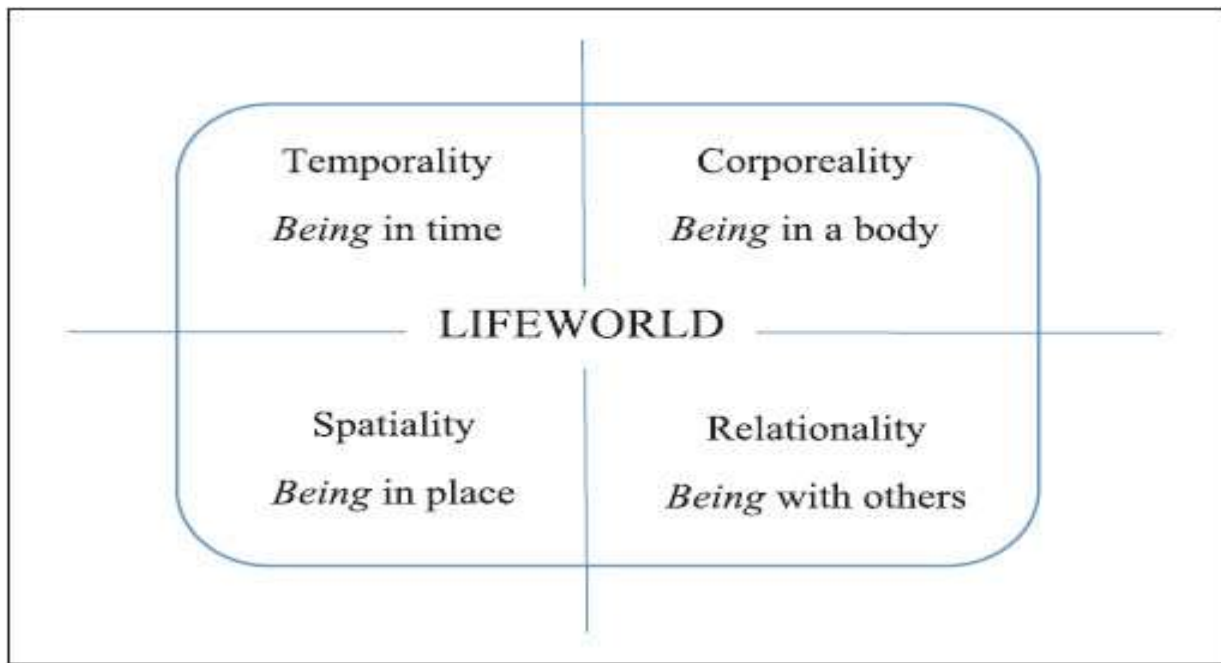 Temporality
Being in time
Corporeality
Being in a body
LIFEWORLD
Spatiality
Being in place
Relationality
Being with others